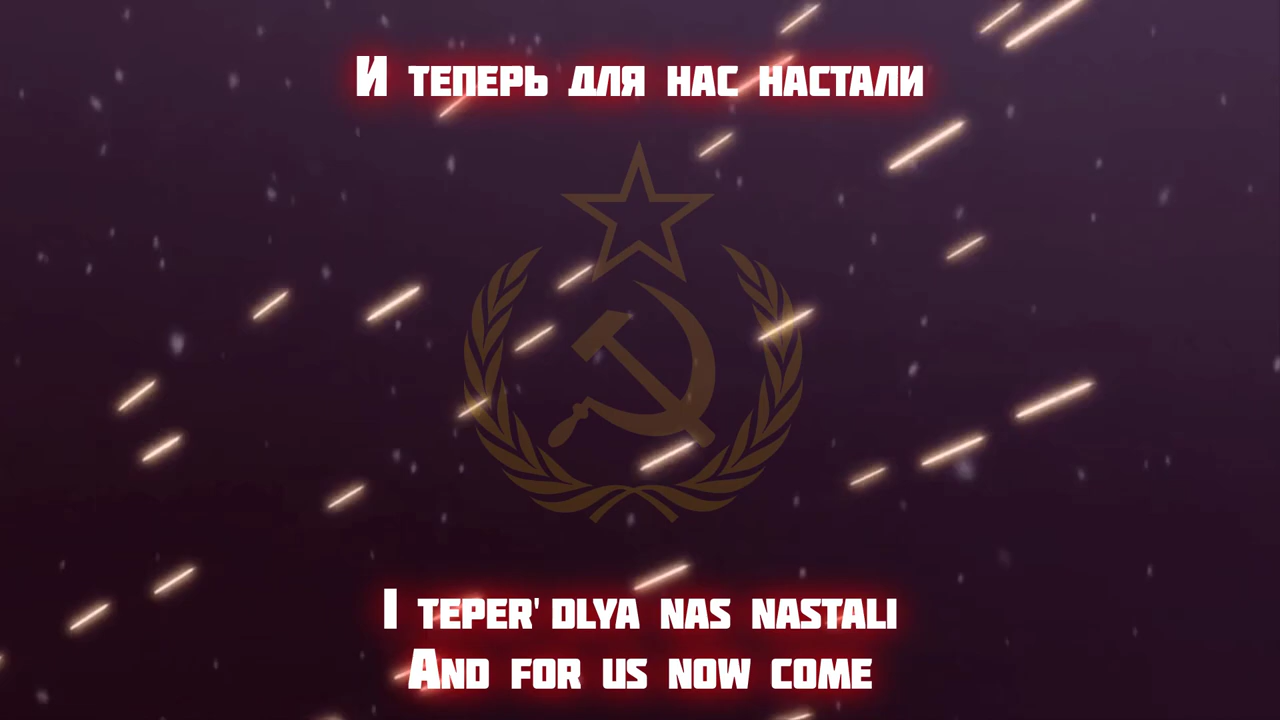 И теперь для нас настали
I teper' dlya nas nastali
And for us now come